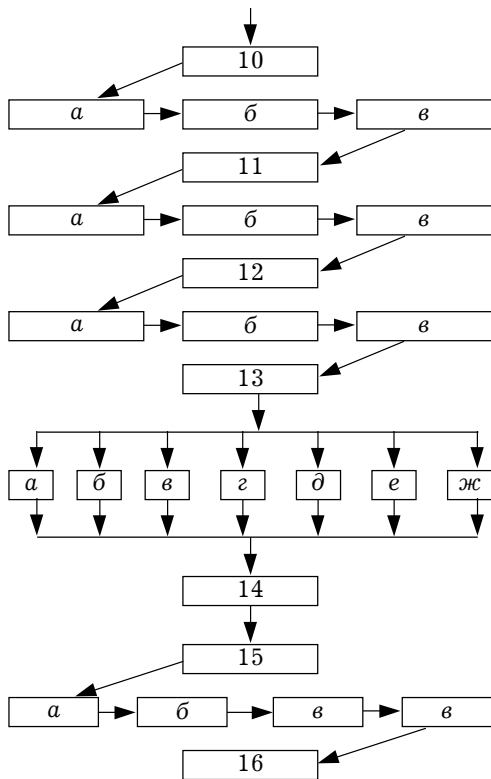 10
а б в
11
а б в
12
а б в
13
а б в г д е ж
14
15
а б в в
16